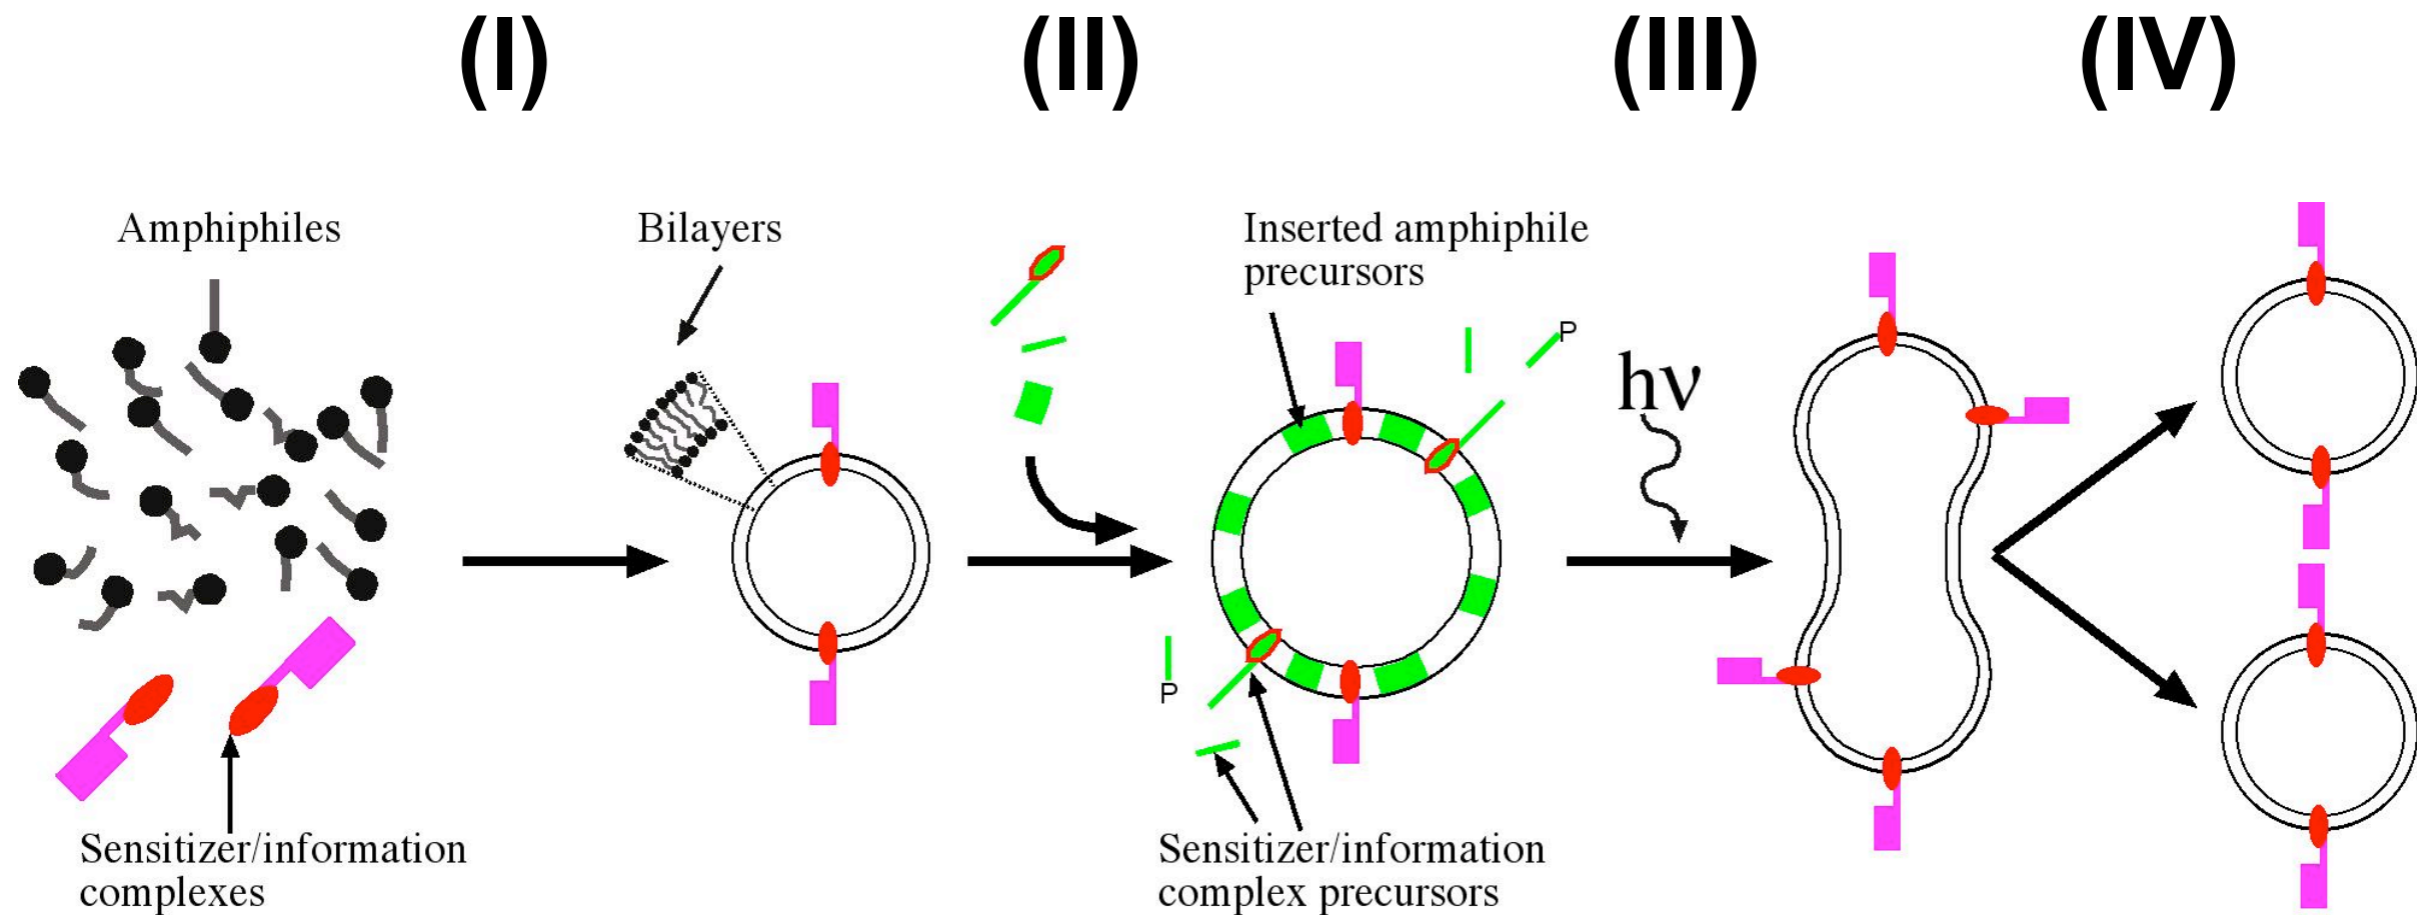 (I)
(II)
(III)
(IV)
Amphiphiles
Bilayers
Inserted amphiphile
precursors
P
hν
P
Sensitizer/information
complexes
Sensitizer/information
complex precursors